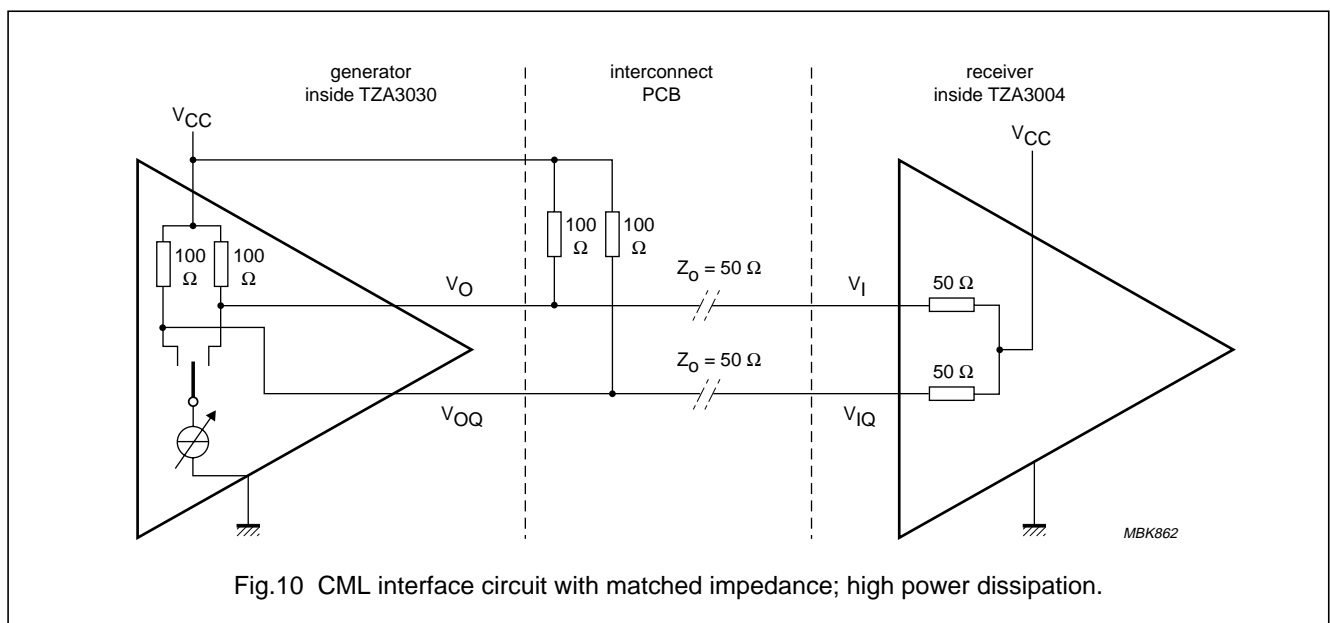 generator
inside TZA3030
interconnect
PCB
receiver
inside TZA3004
VCC
VCC
100
Ω
100
Ω
100
Ω
100
Ω
VO
Zo = 50 Ω
VI
50 Ω
Zo = 50 Ω
50 Ω
VOQ
VIQ
MBK862
Fig.10 CML interface circuit with matched impedance; high power dissipation.